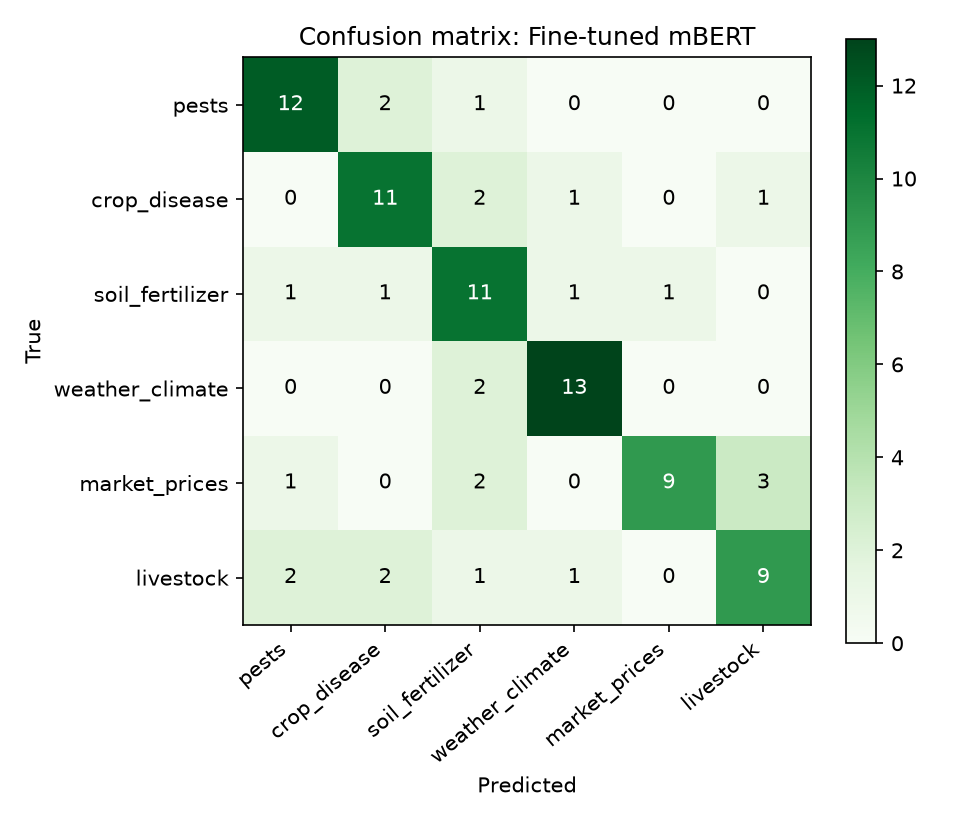 Confusion matrix: Fine-tuned mBERT
True
pests 12 2 1 0 0 0
crop_disease 0 11 2 1 0 1
soil_fertilizer 1 1 11 1 1 0
weather_climate 0 0 2 13 0 0
market_prices 1 0 2 0 9 3
livestock 2 2 1 1 0 9
pests crop_disease soil_fertilizer weather_climate market_prices livestock
Predicted
12
10
8
6
4
2
0